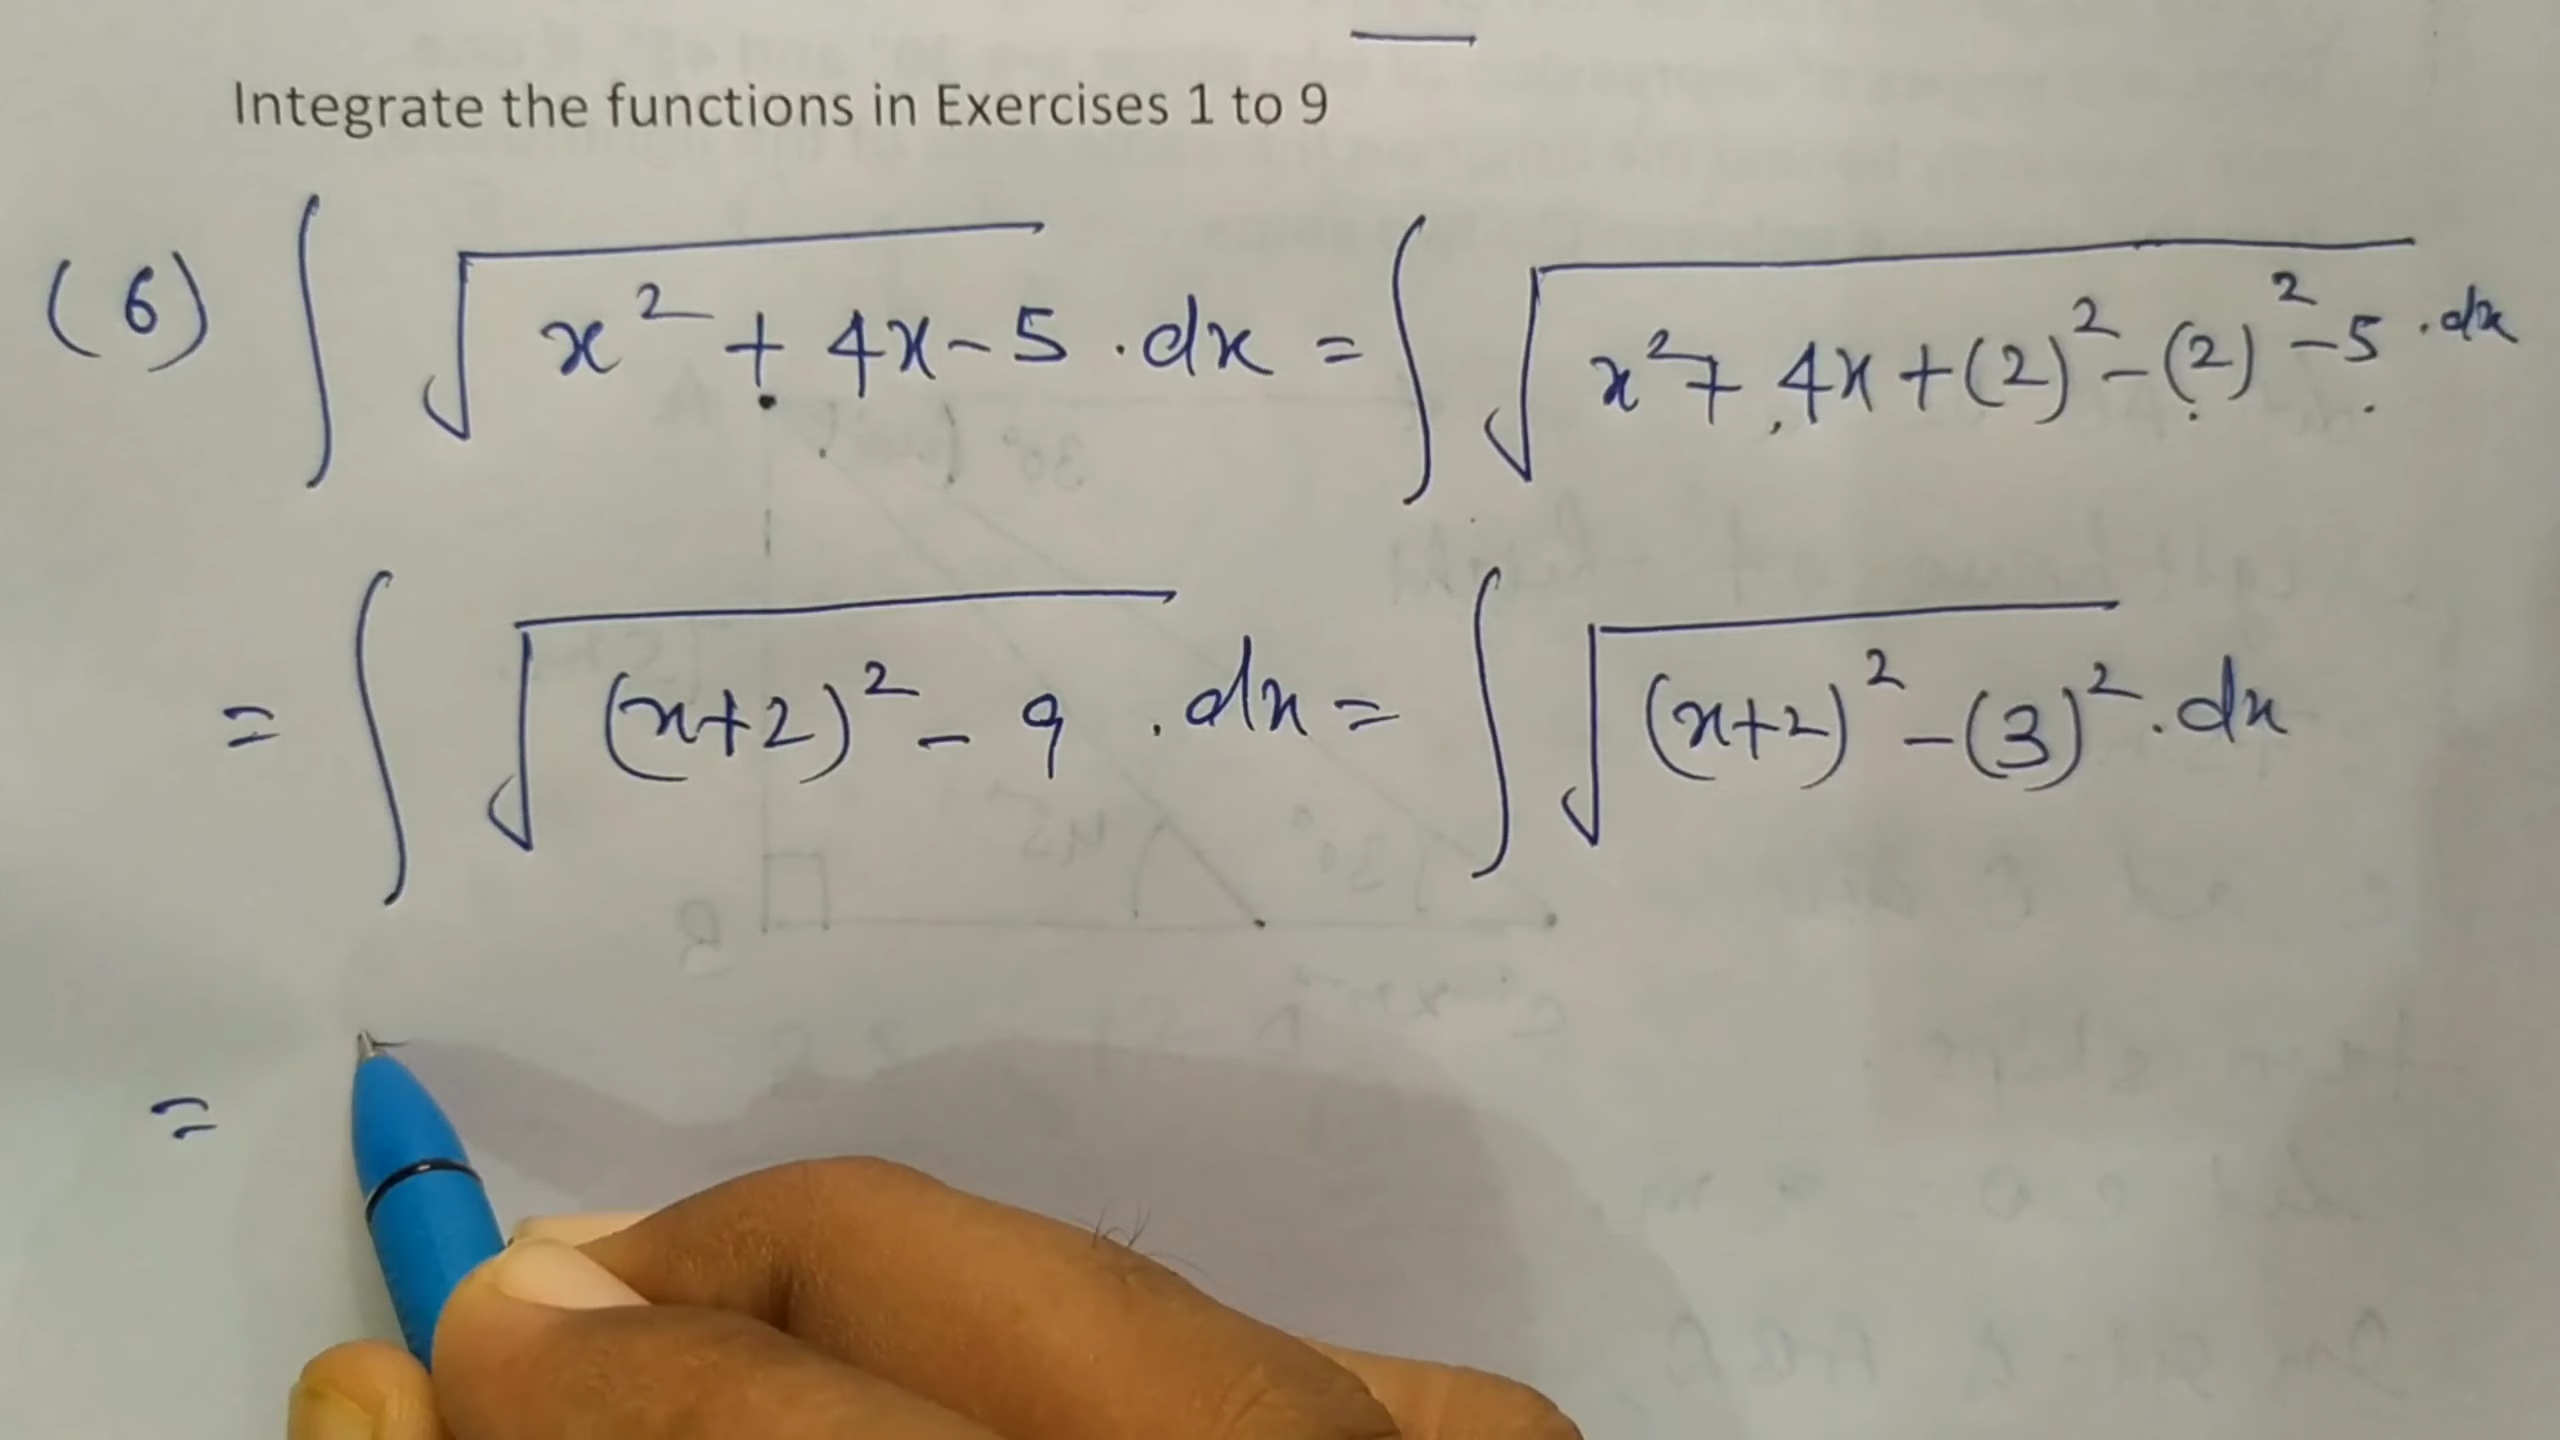 Integrate the functions in Exercises 1 to 9
(6) ∫ √(x² + 4x - 5) . dx = ∫ √(x² + 4x + (2)² - (2)² - 5) . dx
= ∫ √((x+2)² - 9) . dx = ∫ √((x+2)² - (3)²) . dx
=